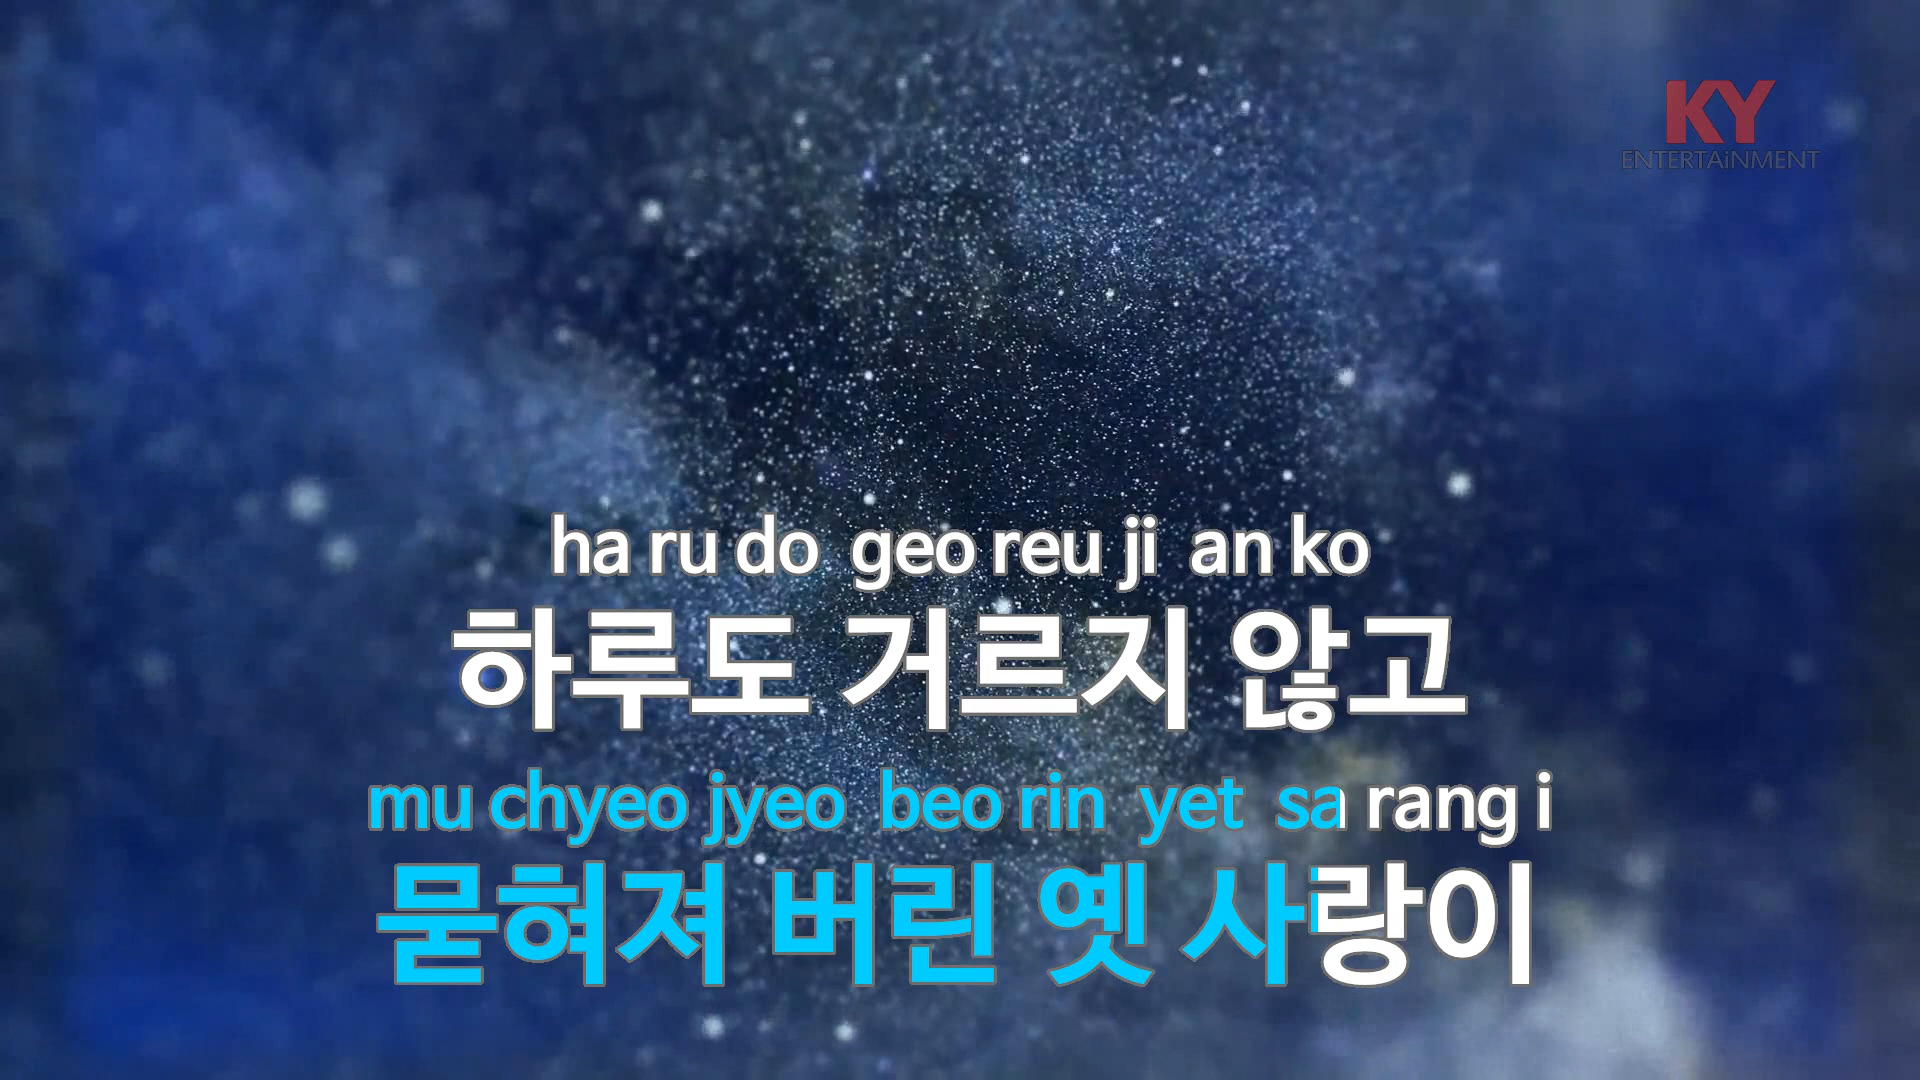 KY
ENTERTAiNMENT
ha ru do geo reu ji an ko
하루도 거르지 않고
mu chyeo jyeo beo rin yet sa rang i
묻혀져 버린 옛 사랑이